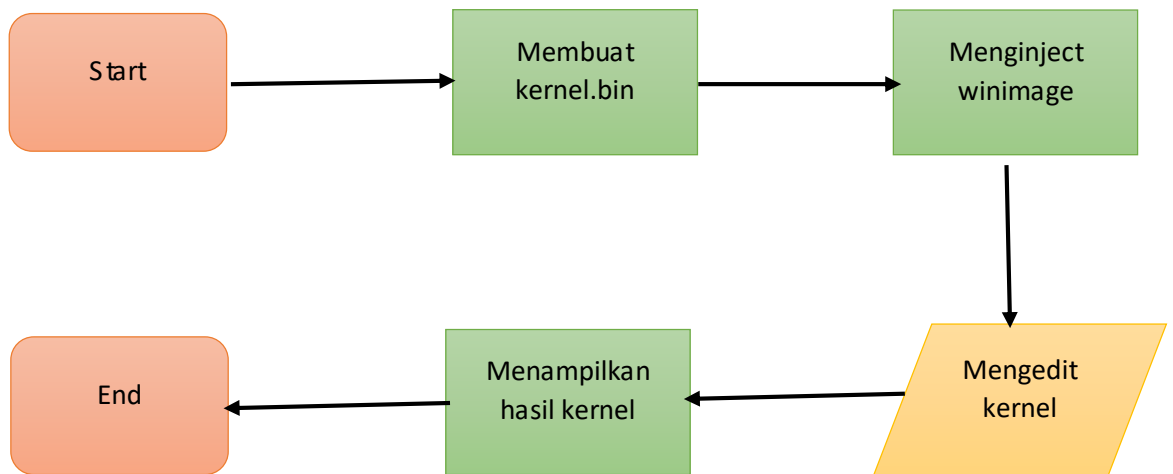 Start
Membuat
kernel.bin
Menginject
winimage
Mengedit
kernel
Menampilkan
hasil kernel
End